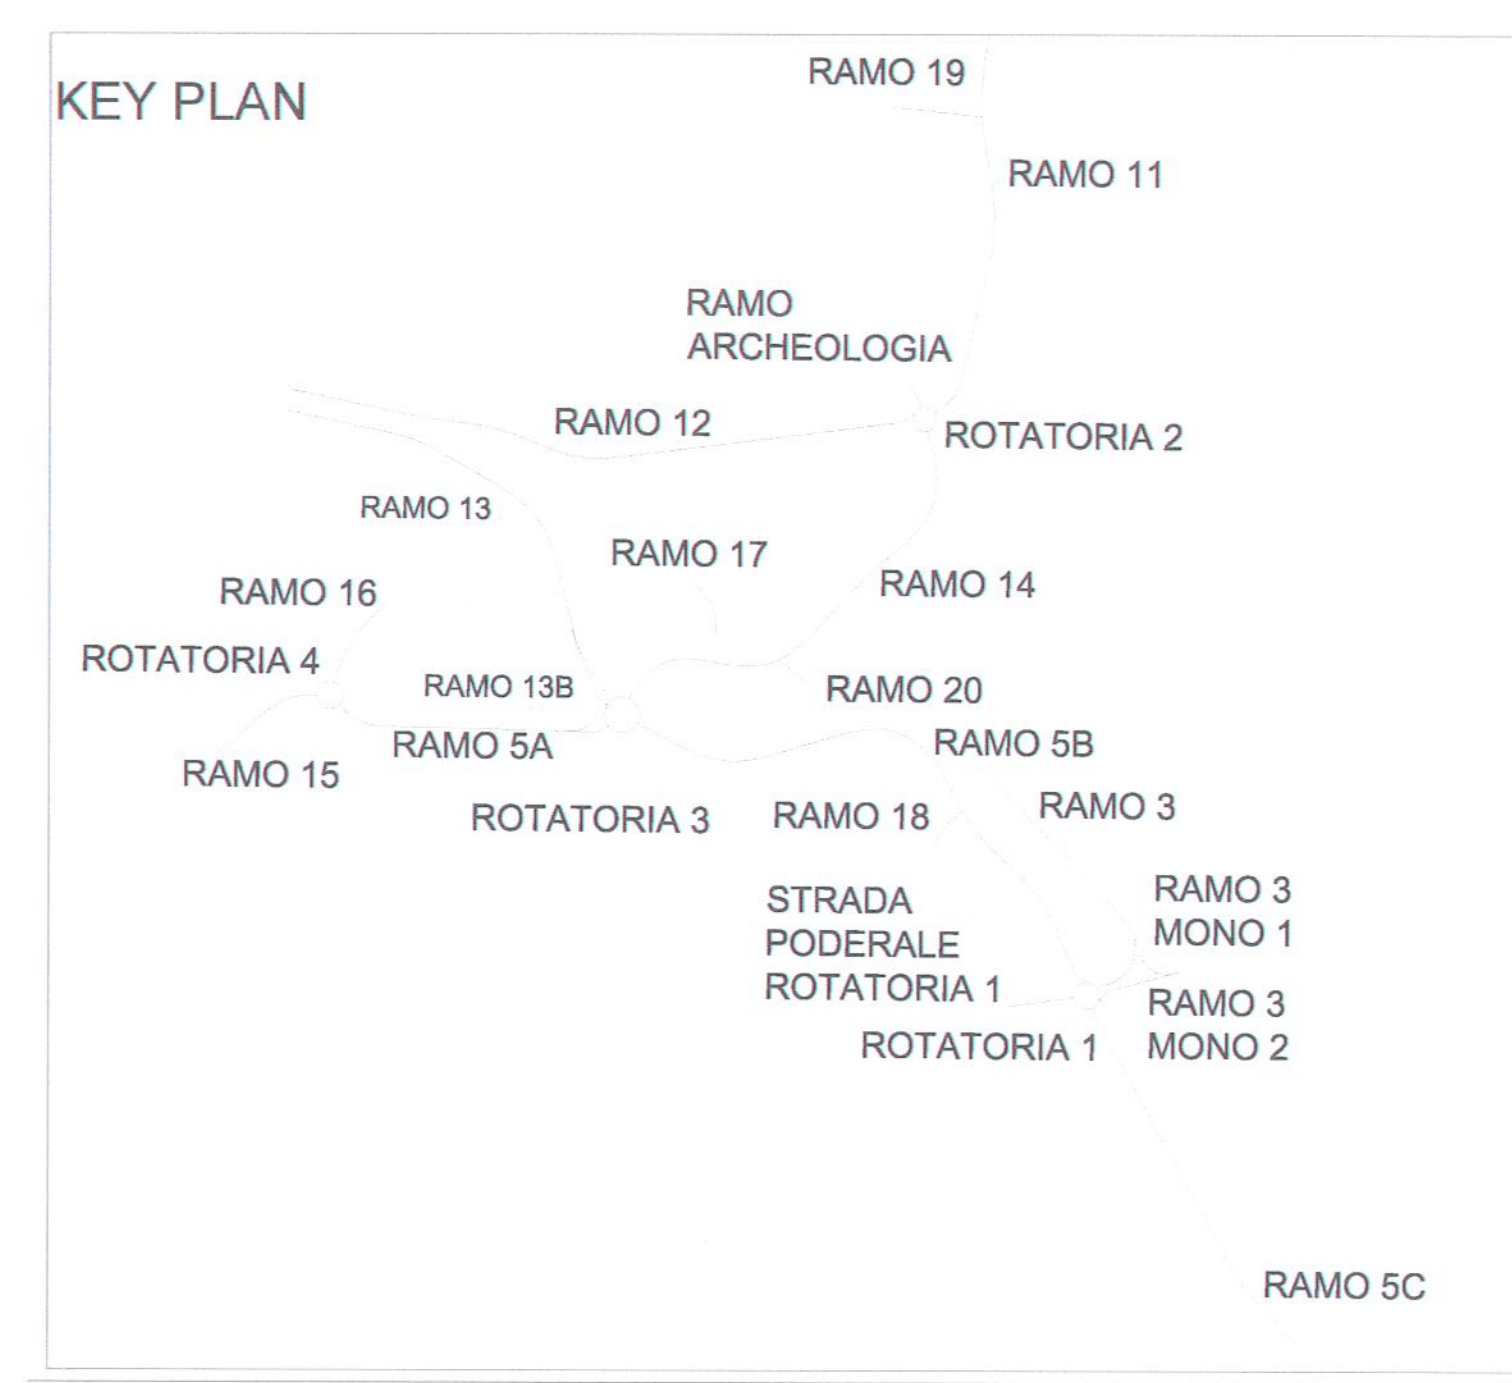 KEY PLAN
RAMO 19
RAMO 11
RAMO
ARCHEOLOGIA
RAMO 12
ROTATORIA 2
RAMO 13
RAMO 17
RAMO 14
RAMO 16
ROTATORIA 4
RAMO 13B
RAMO 20
RAMO 5A
RAMO 5B
RAMO 15
ROTATORIA 3
RAMO 18
RAMO 3
STRADA
PODERALE
ROTATORIA 1
RAMO 3
MONO 1
ROTATORIA 1
RAMO 3
MONO 2
RAMO 5C